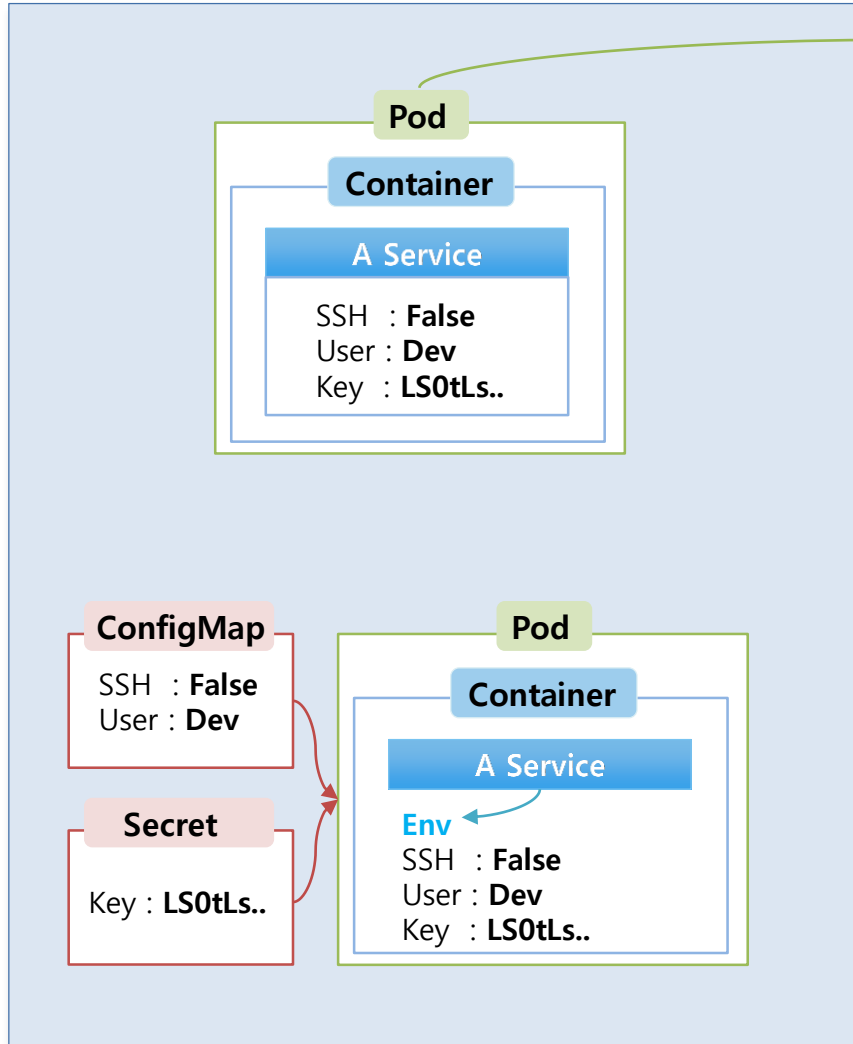 Pod
Container
A Service
SSH : False
User : Dev
Key : LS0tLs..
ConfigMap
SSH : False
User : Dev
Secret
Key : LS0tLs..
Pod
Container
A Service
Env
SSH : False
User : Dev
Key : LS0tLs..